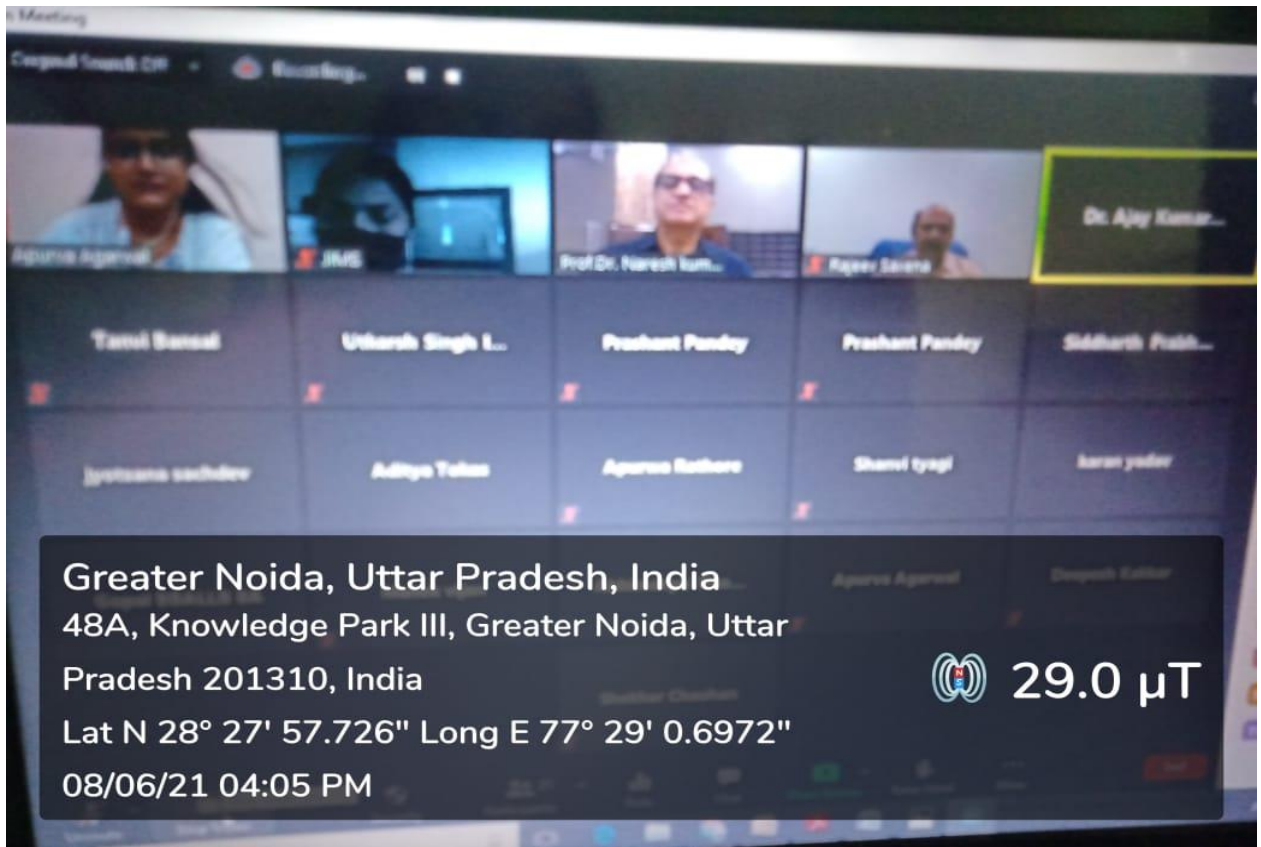 Meeting
Recording...
Apurva Agarwal
JIMS
Prof.Dr. Naresh kum...
Rajeev Saxena
Dr. Ajay Kumar...
Tanvi Bansal
Utkarsh Singh L...
Prashant Pandey
Prashant Pandey
Siddharth Prabh...
jyotsana sachdev
Aditya Tokas
Apurwa Rathore
Shanvi tyagi
karan yadav
Apurva Agarwal
Greater Noida, Uttar Pradesh, India
48A, Knowledge Park III, Greater Noida, Uttar
Pradesh 201310, India
Lat N 28° 27' 57.726" Long E 77° 29' 0.6972"
08/06/21 04:05 PM
29.0 µT